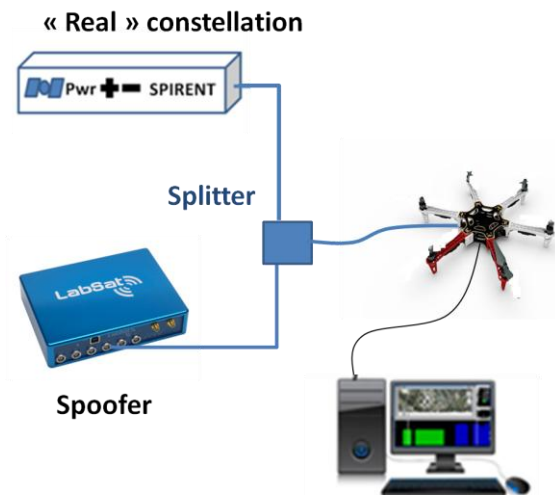 « Real » constellation
Pwr SPIRENT
Splitter
LabSat
Spoofer